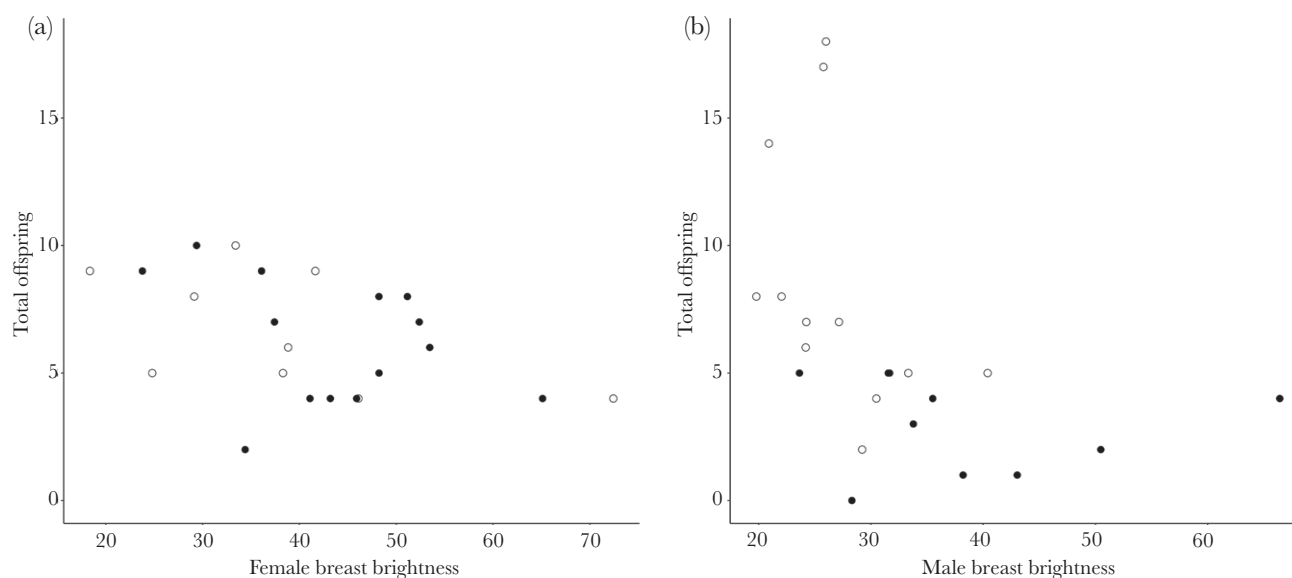 (a)
15
10
5
0
Total offspring
20 30 40 50 60 70
Female breast brightness
(b)
15
10
5
0
Total offspring
20 30 40 50 60
Male breast brightness